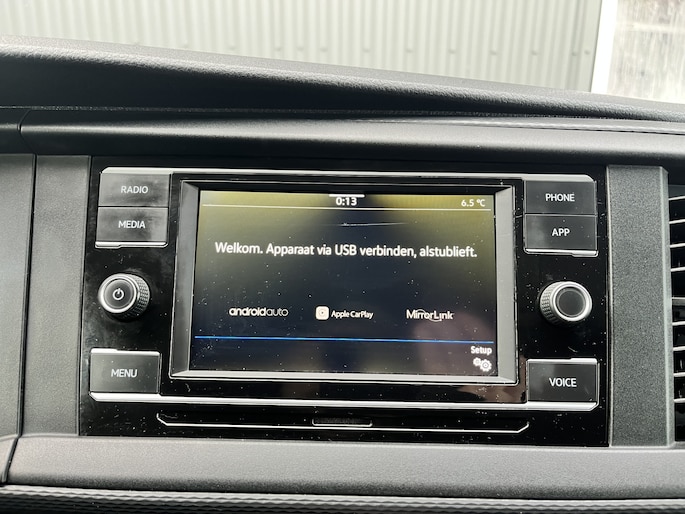 RADIO
MEDIA
MENU
0:13
6.5 °C
Welkom. Apparaat via USB verbinden, alstublieft.
androidauto
Apple CarPlay
MirrorLink
Setup
PHONE
APP
VOICE